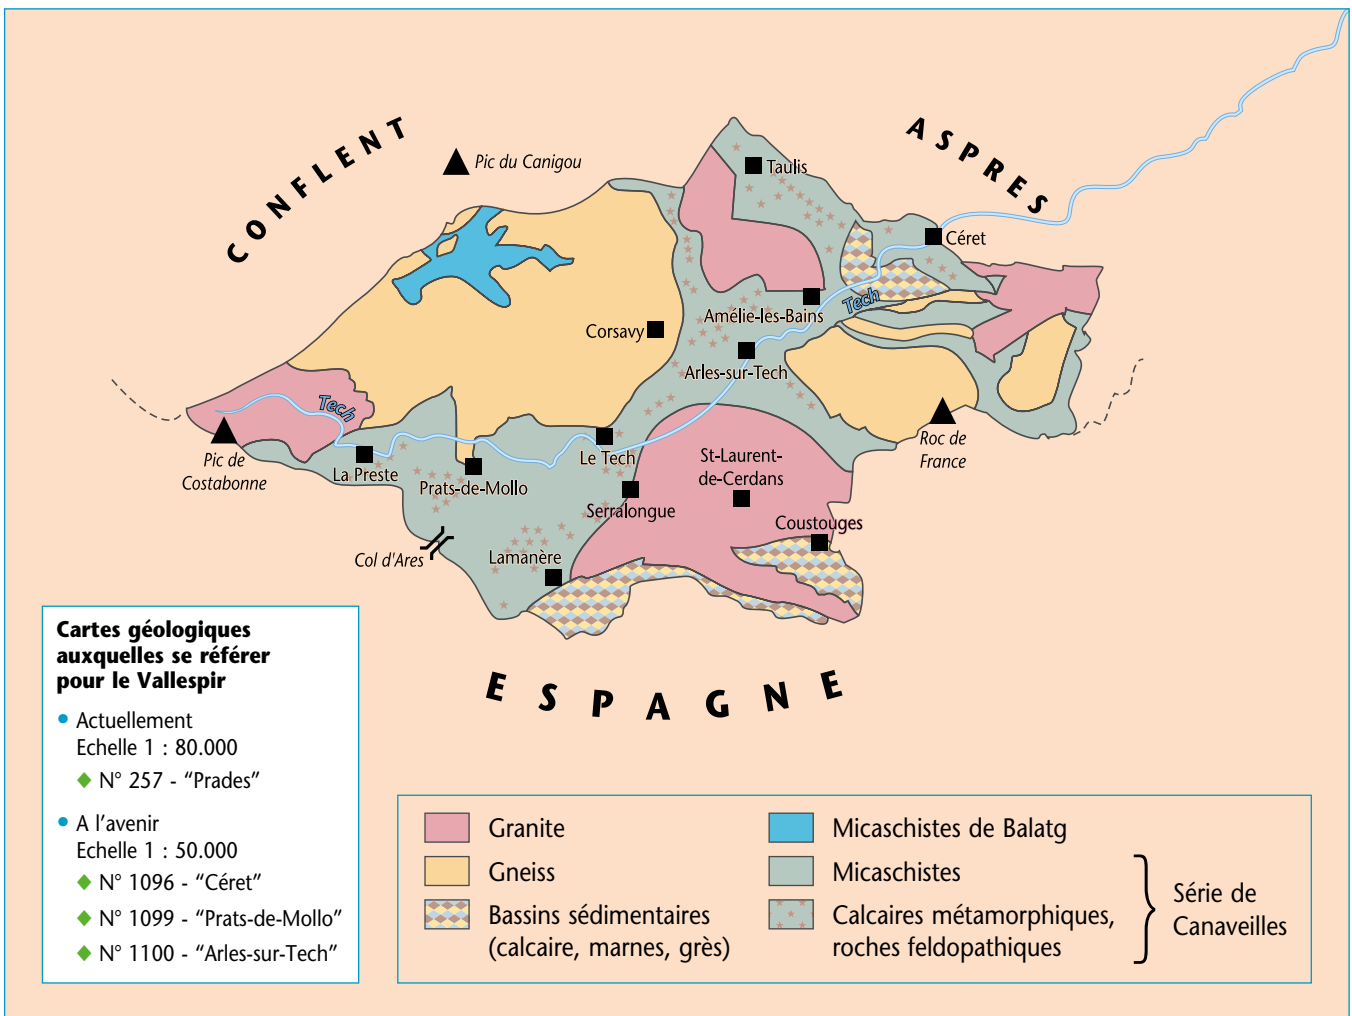 CONFLENT
ASPRES
Pic du Canigou
Taulis
Céret
Tech
Amélie-les-Bains
Corsavy
Arles-sur-Tech
Tech
Pic de
Costabonne
La Preste
Prats-de-Mollo
Le Tech
St-Laurent-
de-Cerdans
Roc de
France
Serralongue
Coustouges
Col d'Ares
Lamanère
ESPAGNE
Cartes géologiques
auxquelles se référer
pour le Vallespir
• Actuellement
Echelle 1 : 80.000
◆ N° 257 - “Prades”
• A l’avenir
Echelle 1 : 50.000
◆ N° 1096 - “Céret”
◆ N° 1099 - “Prats-de-Mollo”
◆ N° 1100 - “Arles-sur-Tech”
Granite
Gneiss
Bassins sédimentaires
(calcaire, marnes, grès)
Micaschistes de Balatg
Micaschistes
Calcaires métamorphiques,
roches feldopathiques
Série de
Canaveilles